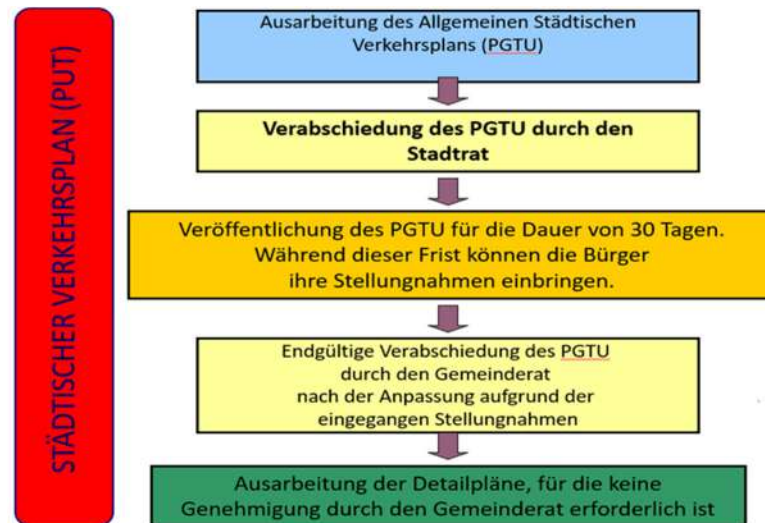 STÄDTISCHER VERKEHRSPLAN (PUT)
Ausarbeitung des Allgemeinen Städtischen
Verkehrsplans (PGTU)
Verabschiedung des PGTU durch den
Stadtrat
Veröffentlichung des PGTU für die Dauer von 30 Tagen.
Während dieser Frist können die Bürger
ihre Stellungnahmen einbringen.
Endgültige Verabschiedung des PGTU
durch den Gemeinderat
nach der Anpassung aufgrund der
eingegangen Stellungnahmen
Ausarbeitung der Detailpläne, für die keine
Genehmigung durch den Gemeinderat erforderlich ist